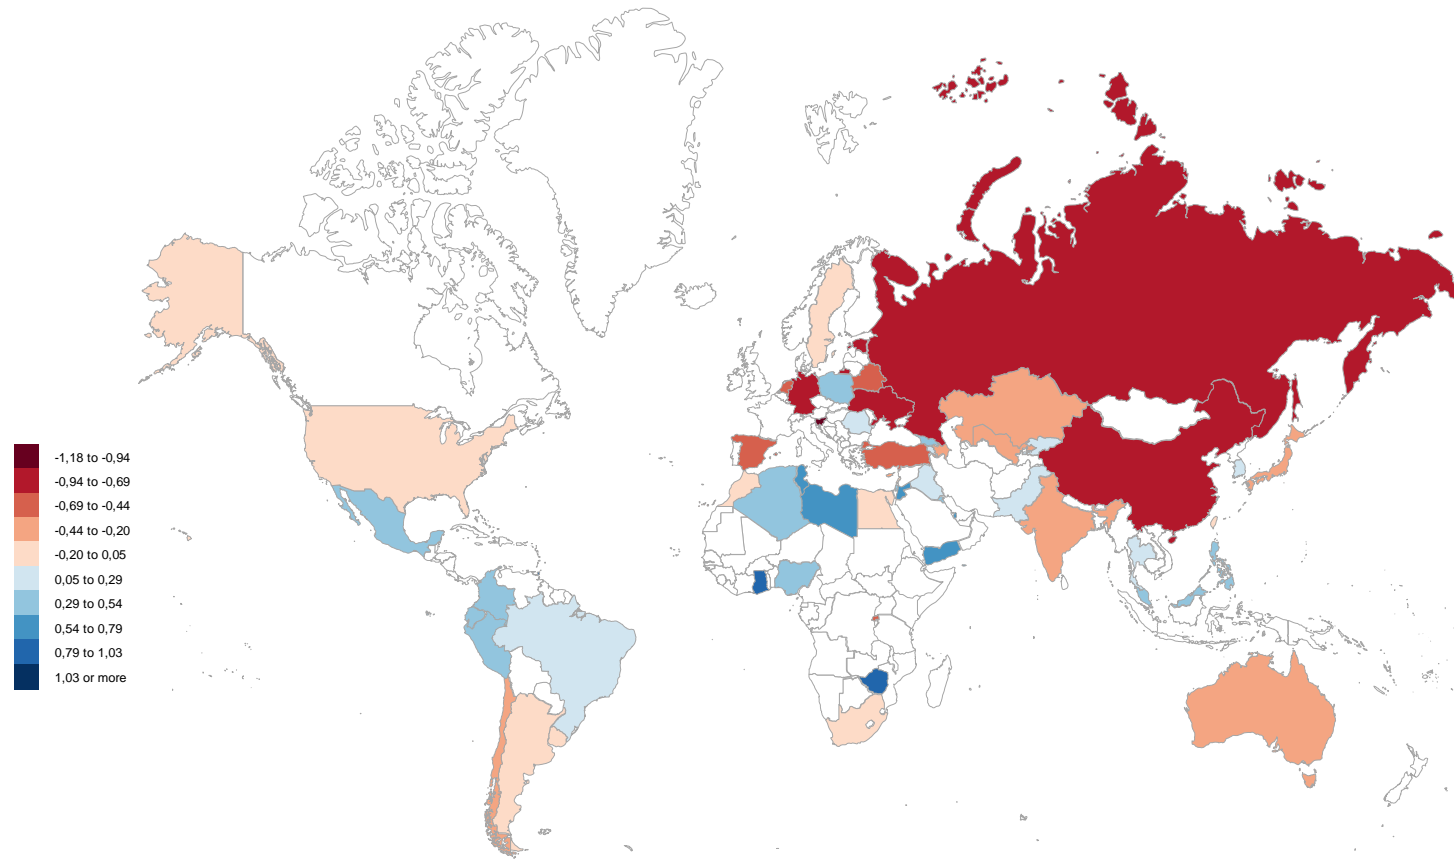 -1,18 to -0,94
-0,94 to -0,69
-0,69 to -0,44
-0,44 to -0,20
-0,20 to 0,05
0,05 to 0,29
0,29 to 0,54
0,54 to 0,79
0,79 to 1,03
1,03 or more